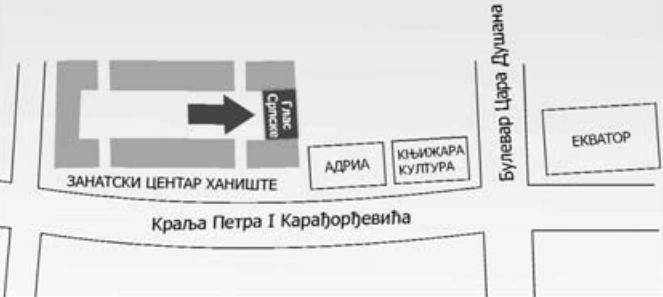 Глас
Српске
ЗАНАТСКИ ЦЕНТАР ХАНИШТЕ
АДРИА
КЊИЖАРА
КУЛТУРА
Булевар Цара Душана
ЕКВАТОР
Краља Петра I Карађорђевића